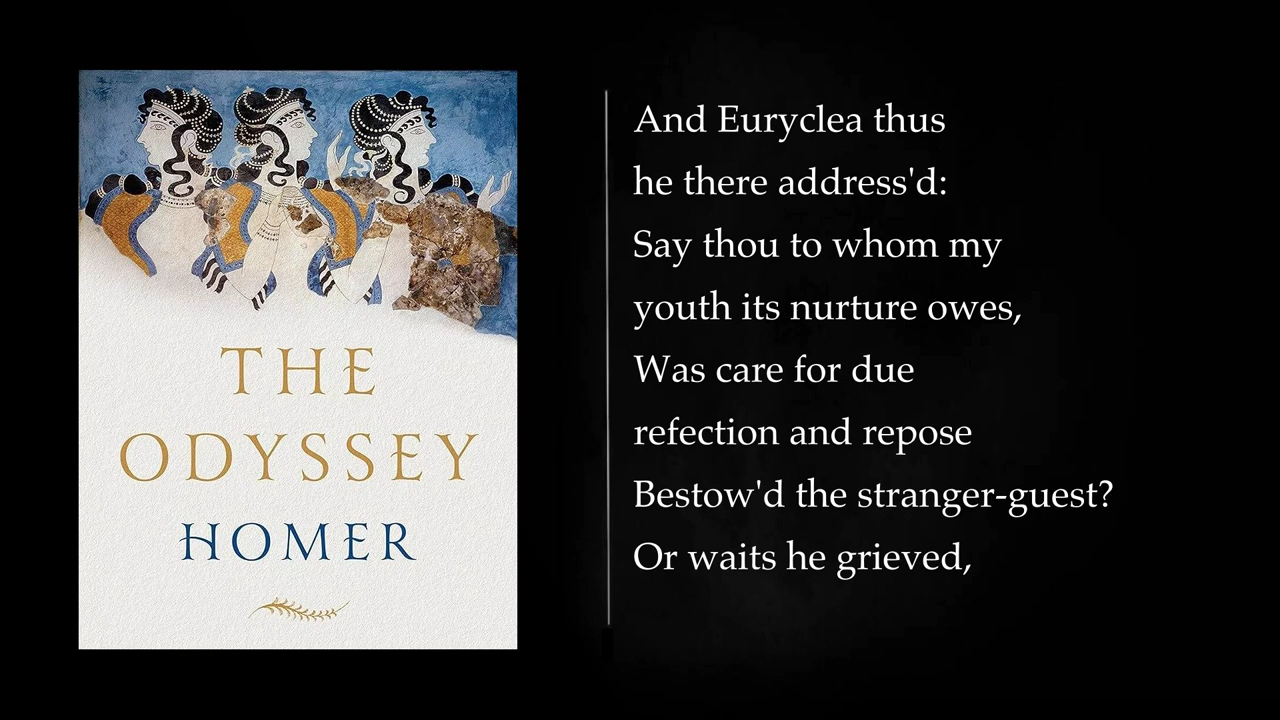 THE
ODYSSEY
HOMER
And Euryclea thus
he there address'd:
Say thou to whom my
youth its nurture owes,
Was care for due
refection and repose
Bestow'd the stranger-guest?
Or waits he grieved,